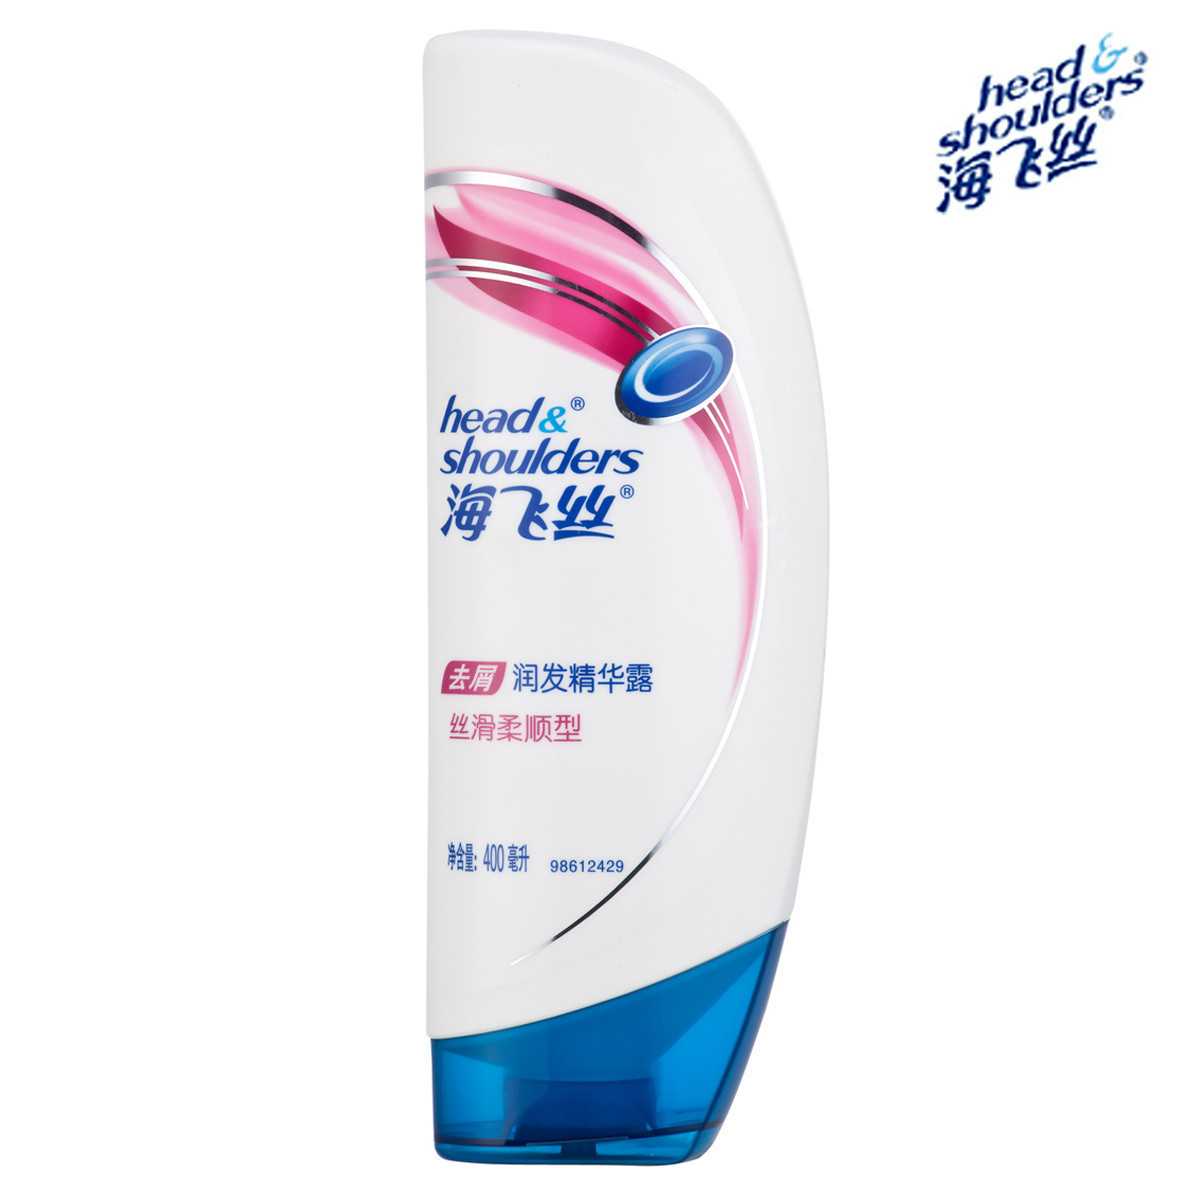 head &®
shoulders®
海飞丝
head&®
shoulders
海飞丝®
去屑 润发精华露
丝滑柔顺型
净含量: 400 毫升 98612429